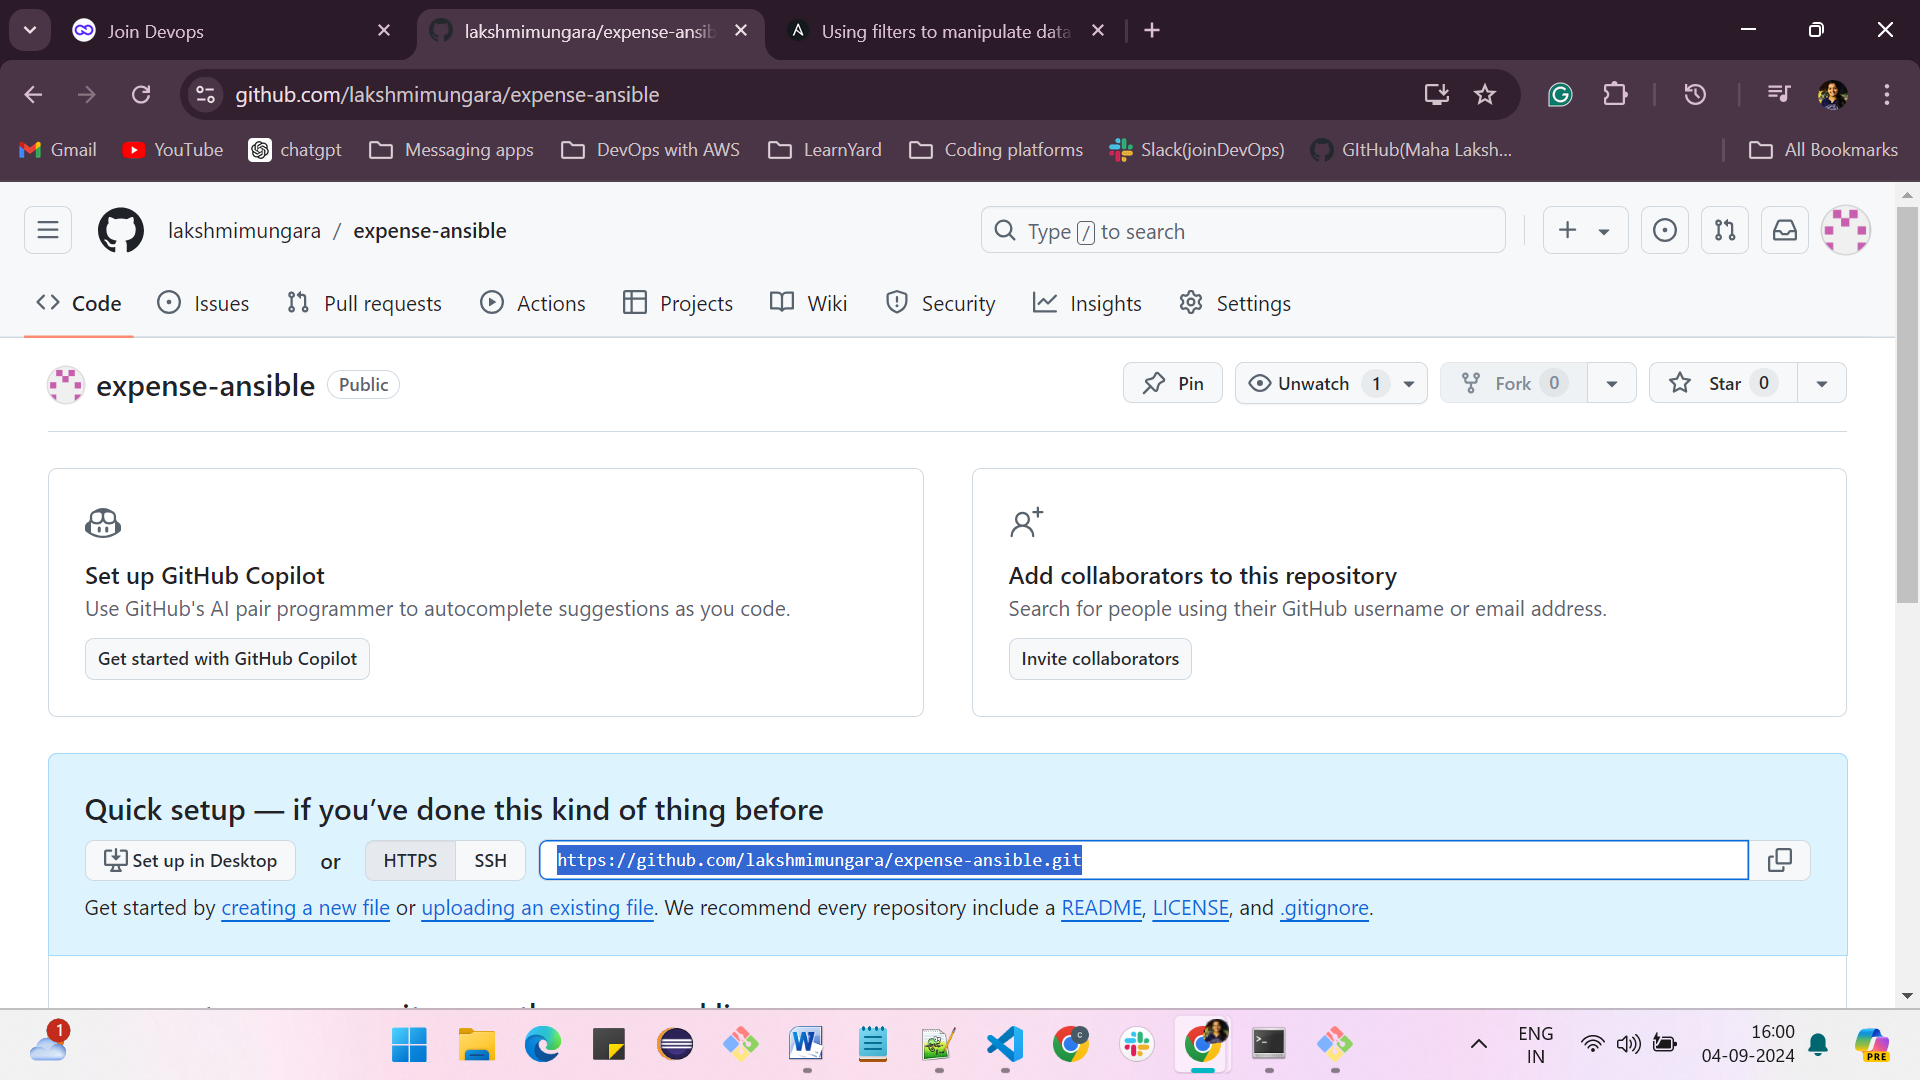 Join Devops
lakshmimungara/expense-ansib
Using filters to manipulate data
github.com/lakshmimungara/expense-ansible
Gmail
YouTube
chatgpt
Messaging apps
DevOps with AWS
LearnYard
Coding platforms
Slack(joinDevOps)
GItHub(Maha Laksh...
All Bookmarks
lakshmimungara / expense-ansible
Type / to search
Code
Issues
Pull requests
Actions
Projects
Wiki
Security
Insights
Settings
expense-ansible
Public
Pin
Unwatch 1
Fork 0
Star 0
Set up GitHub Copilot
Use GitHub's AI pair programmer to autocomplete suggestions as you code.
Get started with GitHub Copilot
Add collaborators to this repository
Search for people using their GitHub username or email address.
Invite collaborators
Quick setup — if you’ve done this kind of thing before
Set up in Desktop
or
HTTPS
SSH
https://github.com/lakshmimungara/expense-ansible.git
Get started by creating a new file or uploading an existing file. We recommend every repository include a README, LICENSE, and .gitignore.
1
ENG
IN
16:00
04-09-2024
PRE